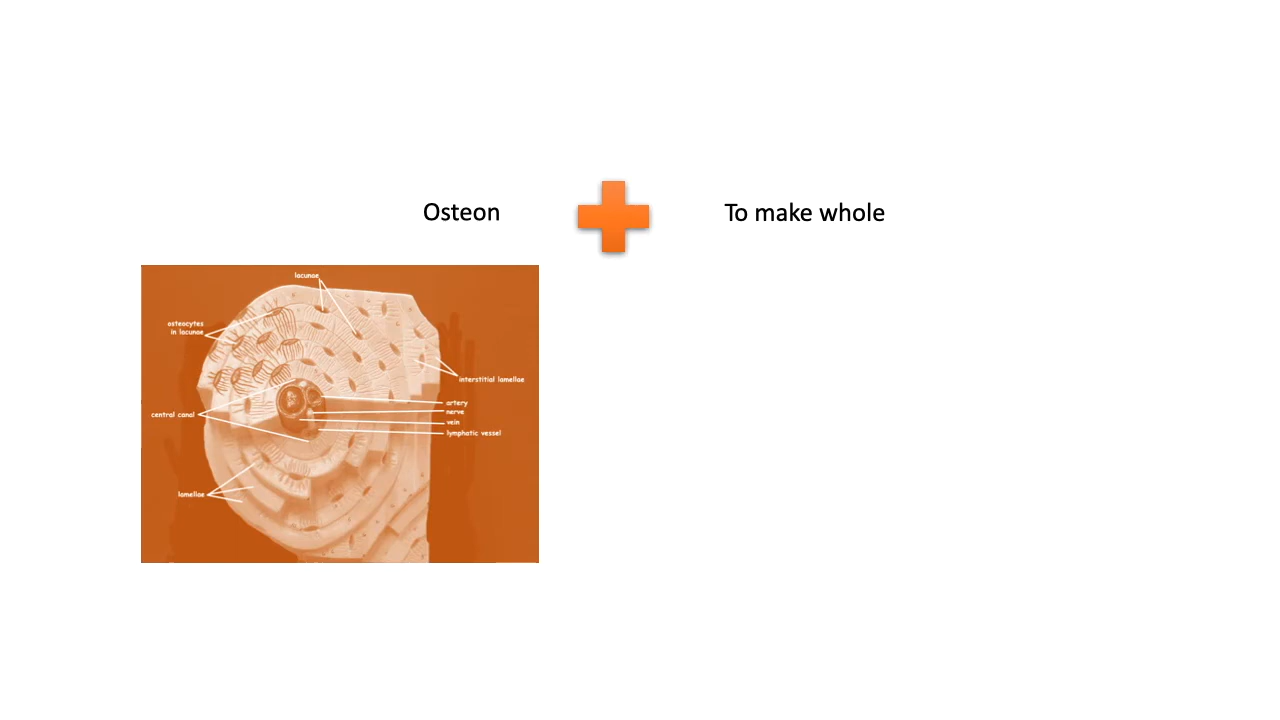 Osteon
To make whole
lacunae
osteocytes
in lacunae
interstitial lamellae
artery
nerve
central canal
vein
lymphatic vessel
lamellae